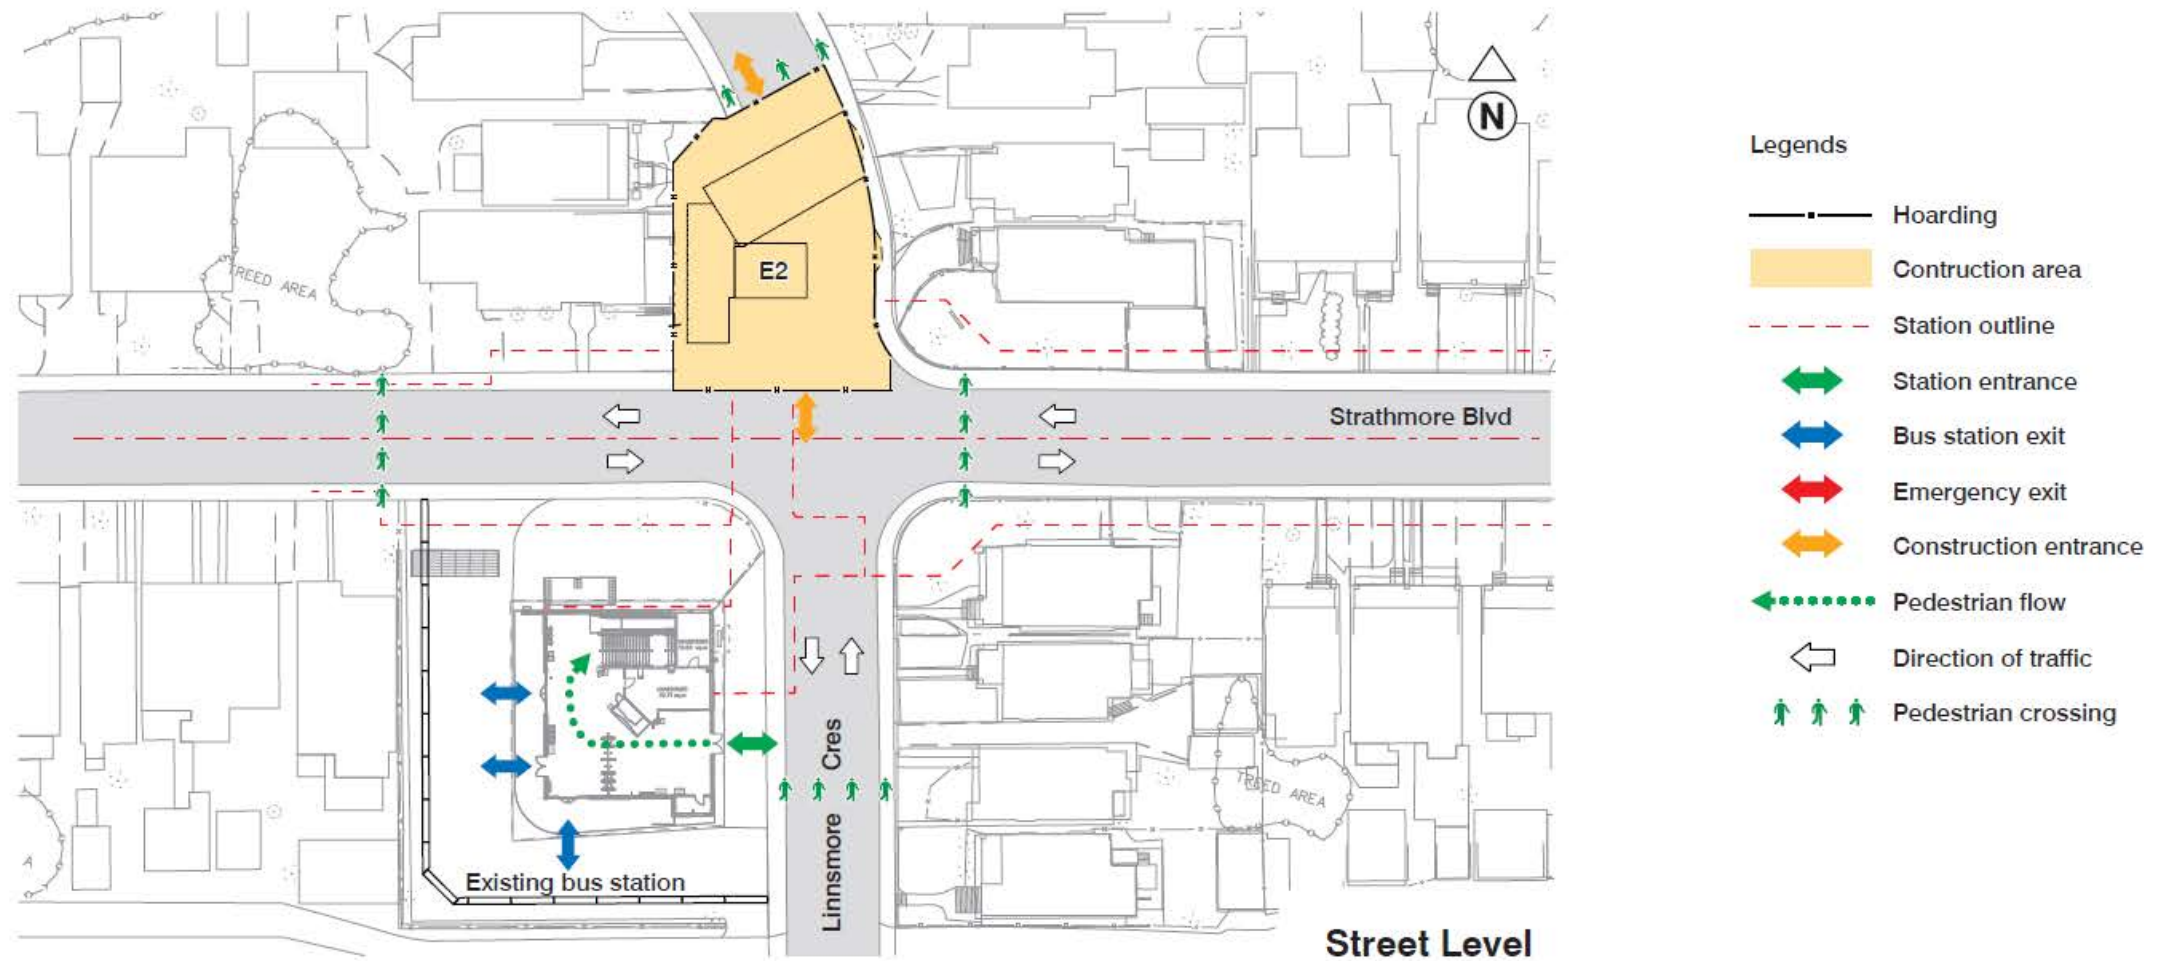 N
E2
TREED AREA
Strathmore Blvd
TREED AREA
A
Existing bus station
Linnsmore Cres
Street Level
Legends
Hoarding
Contruction area
Station outline
Station entrance
Bus station exit
Emergency exit
Construction entrance
Pedestrian flow
Direction of traffic
Pedestrian crossing